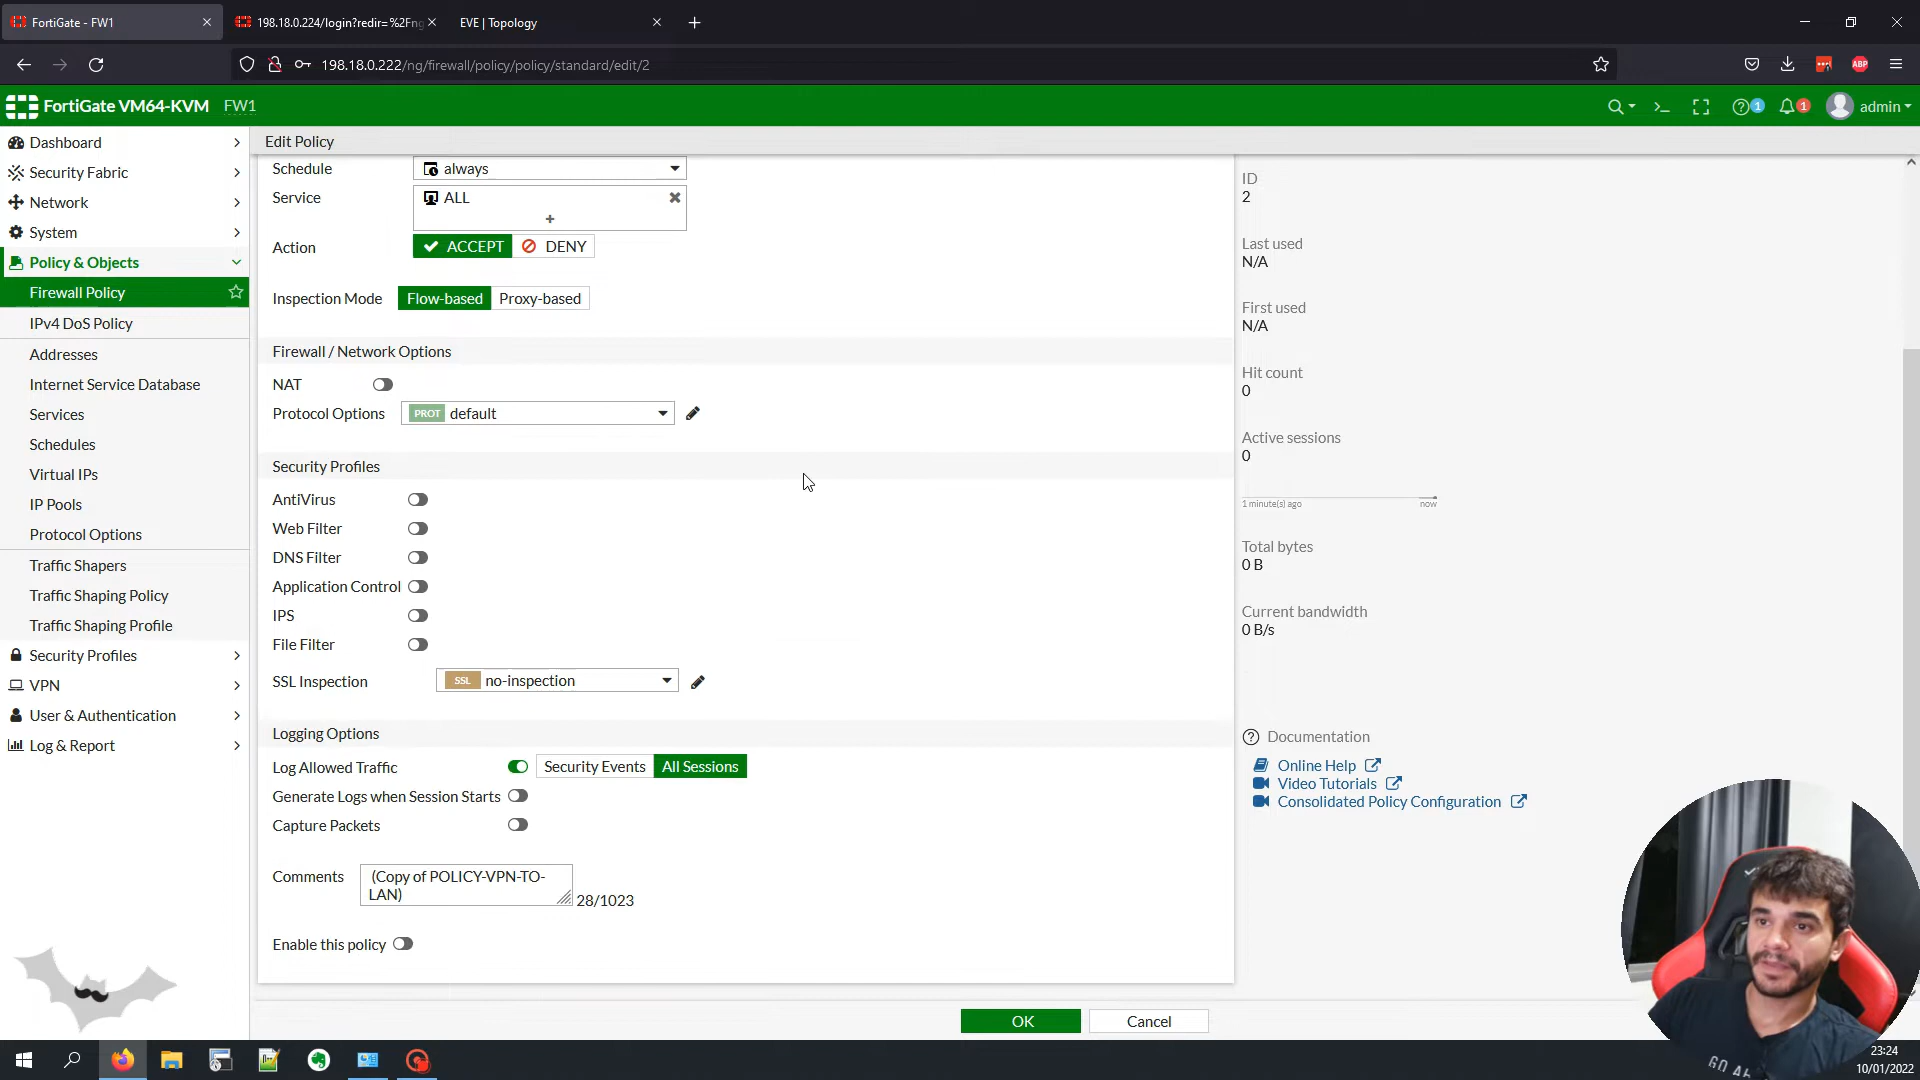 FortiGate - FW1
198.18.0.224/login?redir=%2Fng
EVE | Topology
198.18.0.222/ng/firewall/policy/policy/standard/edit/2
ABP
FortiGate VM64-KVM FW1
1
1
admin
Dashboard
Security Fabric
Network
System
Policy & Objects
Firewall Policy
IPv4 DoS Policy
Addresses
Internet Service Database
Services
Schedules
Virtual IPs
IP Pools
Protocol Options
Traffic Shapers
Traffic Shaping Policy
Traffic Shaping Profile
Security Profiles
VPN
User & Authentication
Log & Report
Edit Policy
Schedule always
Service ALL
+
Action ACCEPT DENY
Inspection Mode Flow-based Proxy-based
Firewall / Network Options
NAT
Protocol Options PROT default
Security Profiles
AntiVirus
Web Filter
DNS Filter
Application Control
IPS
File Filter
SSL Inspection SSL no-inspection
Logging Options
Log Allowed Traffic Security Events All Sessions
Generate Logs when Session Starts
Capture Packets
Comments (Copy of POLICY-VPN-TO-
LAN) 28/1023
Enable this policy
OK Cancel
ID
2
Last used
N/A
First used
N/A
Hit count
0
Active sessions
0
1 minute(s) ago now
Total bytes
0 B
Current bandwidth
0 B/s
Documentation
Online Help
Video Tutorials
Consolidated Policy Configuration
23:24
10/01/2022